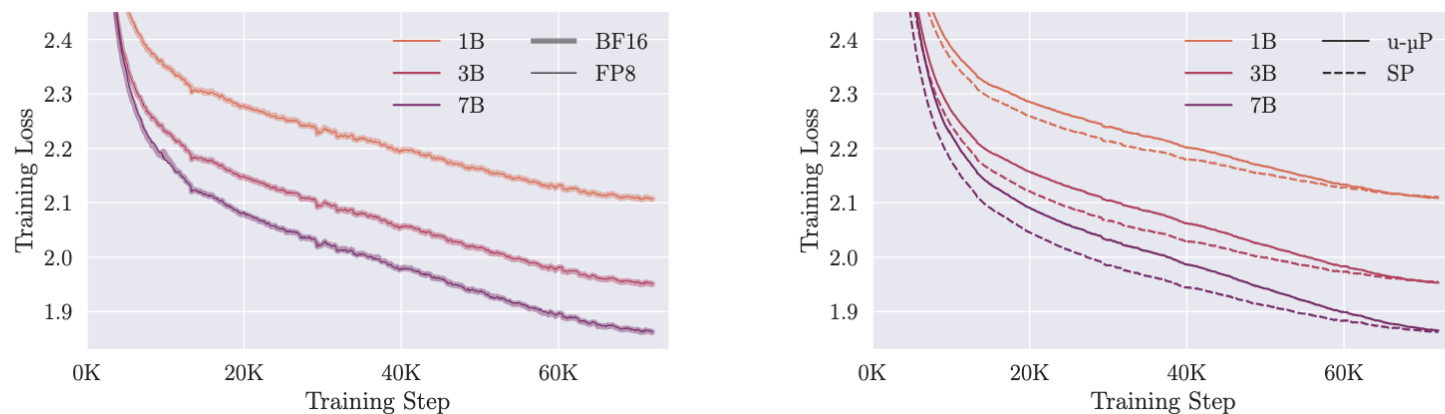 2.4
2.3
2.2
2.1
2.0
1.9
Training Loss
1B
3B
7B
BF16
FP8
0K
20K
40K
60K
Training Step
2.4
2.3
2.2
2.1
2.0
1.9
Training Loss
1B
3B
7B
u-μP
SP
0K
20K
40K
60K
Training Step